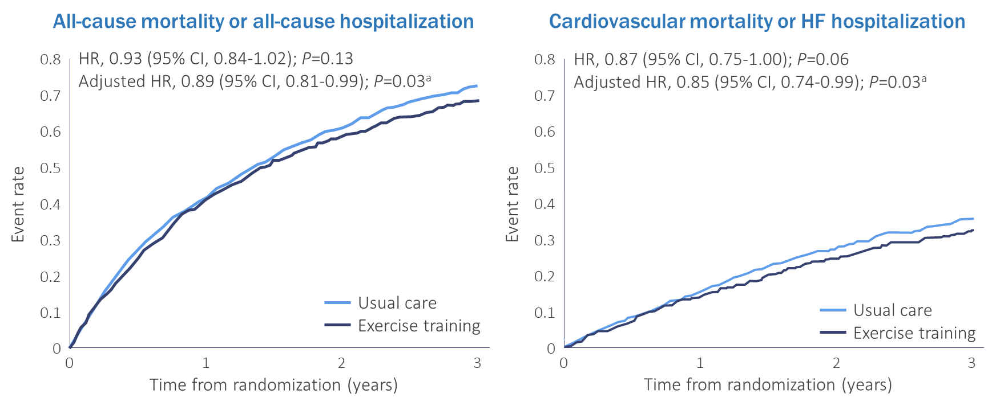 All-cause mortality or all-cause hospitalization
HR, 0.93 (95% CI, 0.84-1.02); P=0.13
Adjusted HR, 0.89 (95% CI, 0.81-0.99); P=0.03ᵃ
Event rate
0.8
0.7
0.6
0.5
0.4
0.3
0.2
0.1
0
Usual care
Exercise training
0 1 2 3
Time from randomization (years)
Cardiovascular mortality or HF hospitalization
HR, 0.87 (95% CI, 0.75-1.00); P=0.06
Adjusted HR, 0.85 (95% CI, 0.74-0.99); P=0.03ᵃ
Event rate
0.8
0.7
0.6
0.5
0.4
0.3
0.2
0.1
0
Usual care
Exercise training
0 1 2 3
Time from randomization (years)